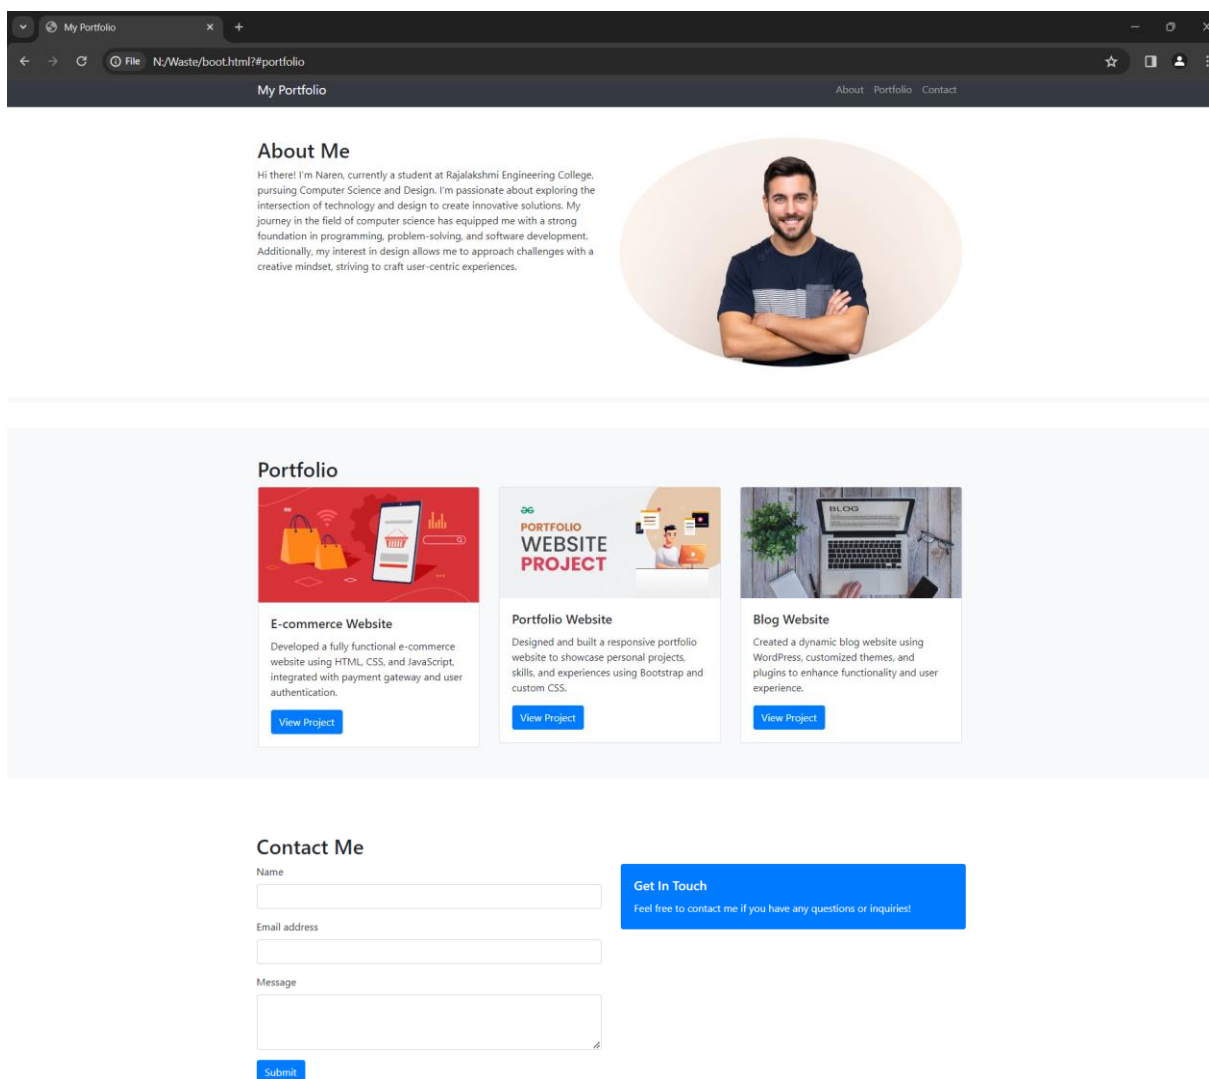 My Portfolio
File N:/Waste/boot.html?#portfolio
My Portfolio
About Portfolio Contact
About Me
Hi there! I'm Naren, currently a student at Rajalakshmi Engineering College,
pursuing Computer Science and Design. I'm passionate about exploring the
intersection of technology and design to create innovative solutions. My
journey in the field of computer science has equipped me with a strong
foundation in programming, problem-solving, and software development.
Additionally, my interest in design allows me to approach challenges with a
creative mindset, striving to craft user-centric experiences.
Portfolio
E-commerce Website
Developed a fully functional e-commerce
website using HTML, CSS, and JavaScript,
integrated with payment gateway and user
authentication.
View Project
PORTFOLIO
WEBSITE
PROJECT
Portfolio Website
Designed and built a responsive portfolio
website to showcase personal projects,
skills, and experiences using Bootstrap and
custom CSS.
View Project
BLOG
Blog Website
Created a dynamic blog website using
WordPress, customized themes, and
plugins to enhance functionality and user
experience.
View Project
Contact Me
Name
Email address
Message
Submit
Get In Touch
Feel free to contact me if you have any questions or inquiries!